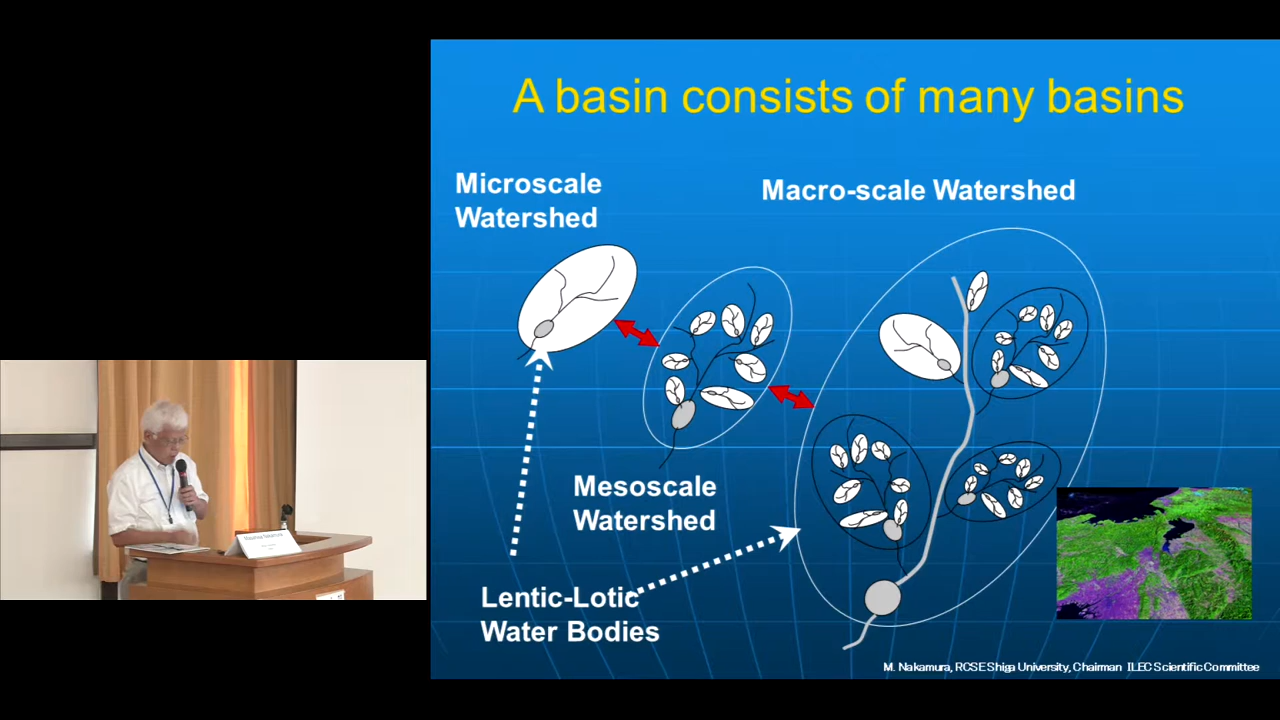 A basin consists of many basins
Microscale
Watershed
Macro-scale Watershed
Mesoscale
Watershed
Lentic-Lotic
Water Bodies
M. Nakamura, RCSE Shiga University, Chairman ILEC Scientific Committee